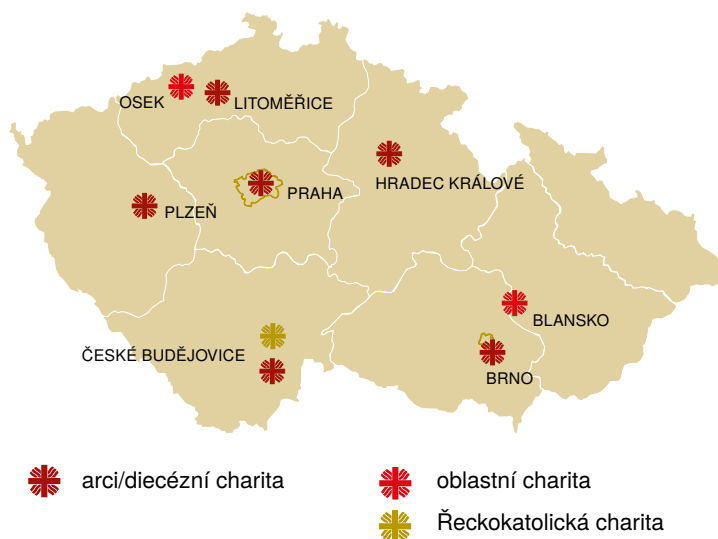 OSEK
LITOMĚŘICE
HRADEC KRÁLOVÉ
PRAHA
PLZEŇ
BLANSKO
ČESKÉ BUDĚJOVICE
BRNO
arci/diecézní charita
oblastní charita
Řeckokatolická charita